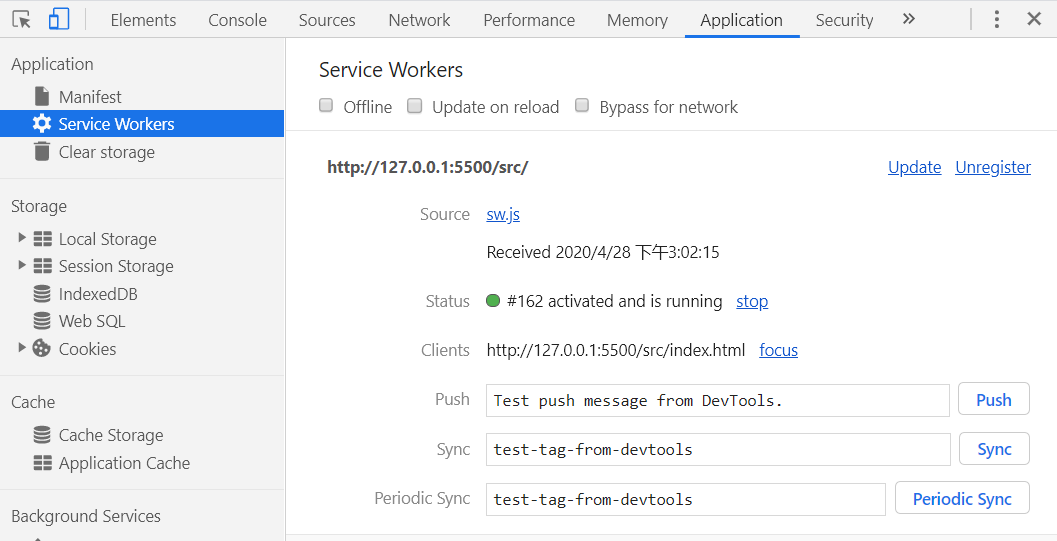 Elements Console Sources Network Performance Memory Application Security »
Application
Manifest
Service Workers
Clear storage
Storage
Local Storage
Session Storage
IndexedDB
Web SQL
Cookies
Cache
Cache Storage
Application Cache
Background Services
Service Workers
Offline Update on reload Bypass for network
http://127.0.0.1:5500/src/ Update Unregister
Source sw.js
Received 2020/4/28 下午3:02:15
Status #162 activated and is running stop
Clients http://127.0.0.1:5500/src/index.html focus
Push Test push message from DevTools. Push
Sync test-tag-from-devtools Sync
Periodic Sync test-tag-from-devtools Periodic Sync